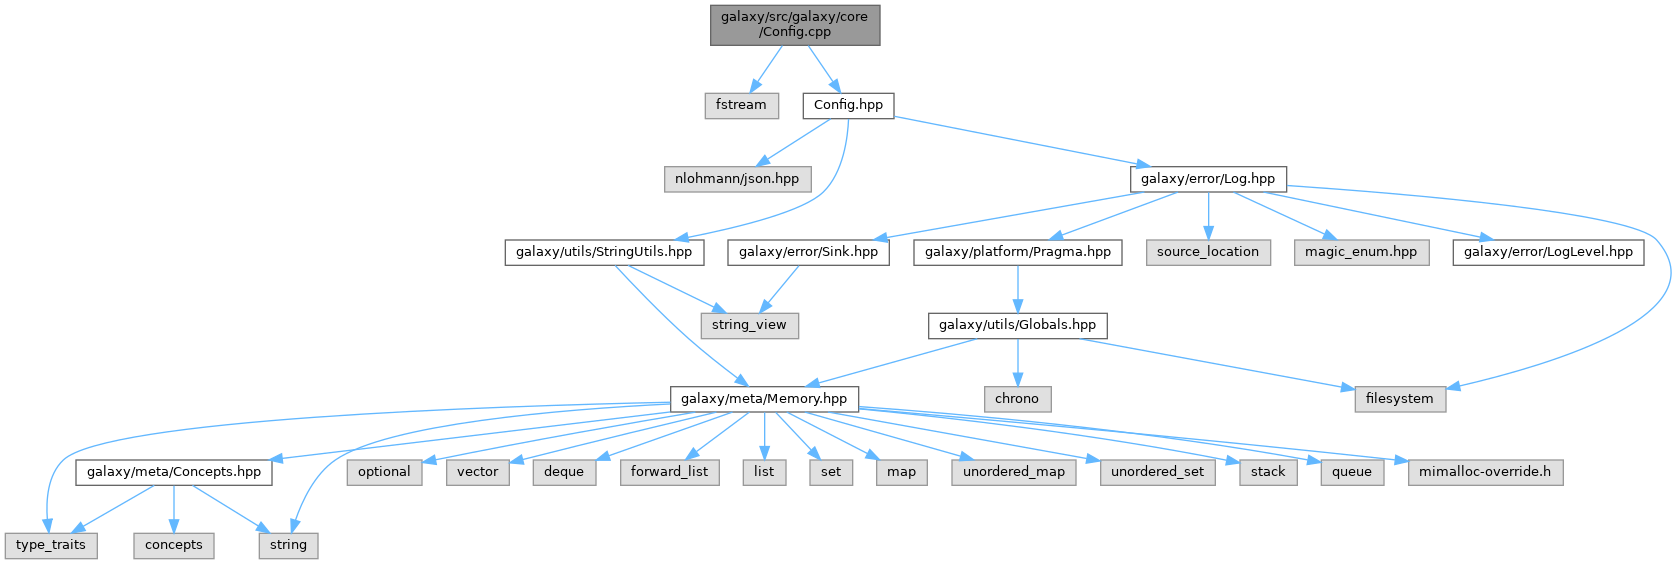 galaxy/src/galaxy/core
/Config.cpp
fstream
Config.hpp
nlohmann/json.hpp
galaxy/error/Log.hpp
galaxy/utils/StringUtils.hpp
galaxy/error/Sink.hpp
galaxy/platform/Pragma.hpp
source_location
magic_enum.hpp
galaxy/error/LogLevel.hpp
string_view
galaxy/utils/Globals.hpp
galaxy/meta/Memory.hpp
chrono
filesystem
galaxy/meta/Concepts.hpp
optional
vector
deque
forward_list
list
set
map
unordered_map
unordered_set
stack
queue
mimalloc-override.h
type_traits
concepts
string